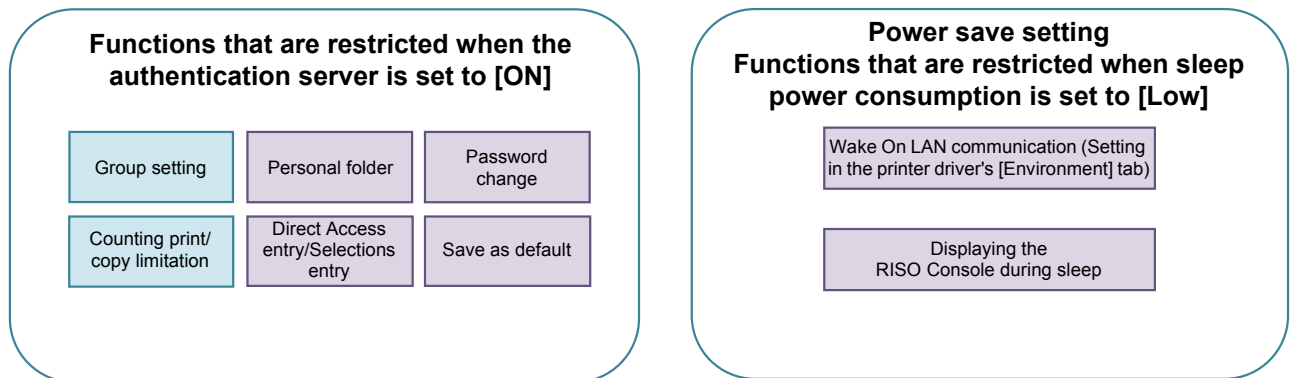 Functions that are restricted when the
authentication server is set to [ON]
Group setting
Personal folder
Password
change
Counting print/
copy limitation
Direct Access
entry/Selections
entry
Save as default
Power save setting
Functions that are restricted when sleep
power consumption is set to [Low]
Wake On LAN communication (Setting
in the printer driver's [Environment] tab)
Displaying the
RISO Console during sleep